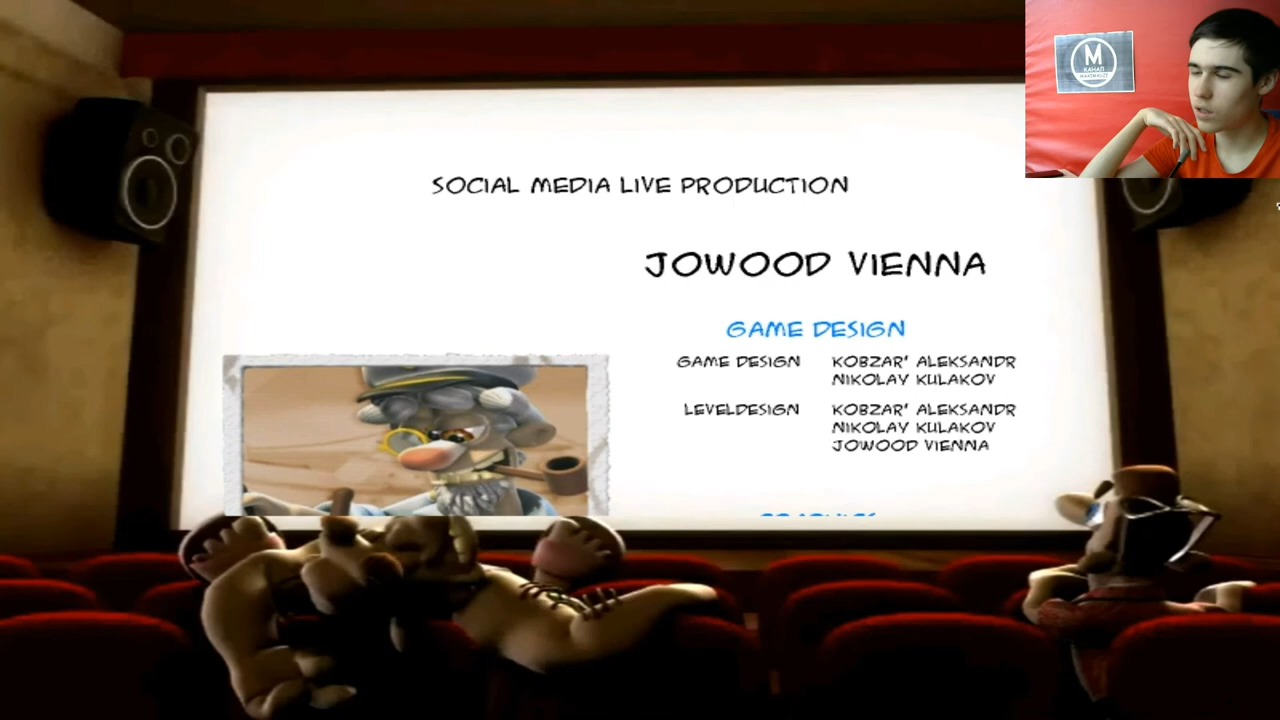 M
КАНАЛ
SOCIAL MEDIA LIVE PRODUCTION
JOWOOD VIENNA
GAME DESIGN
GAME DESIGN KOBZAR' ALEKSANDR
NIKOLAY KULAKOV
LEVELDESIGN KOBZAR' ALEKSANDR
NIKOLAY KULAKOV
JOWOOD VIENNA